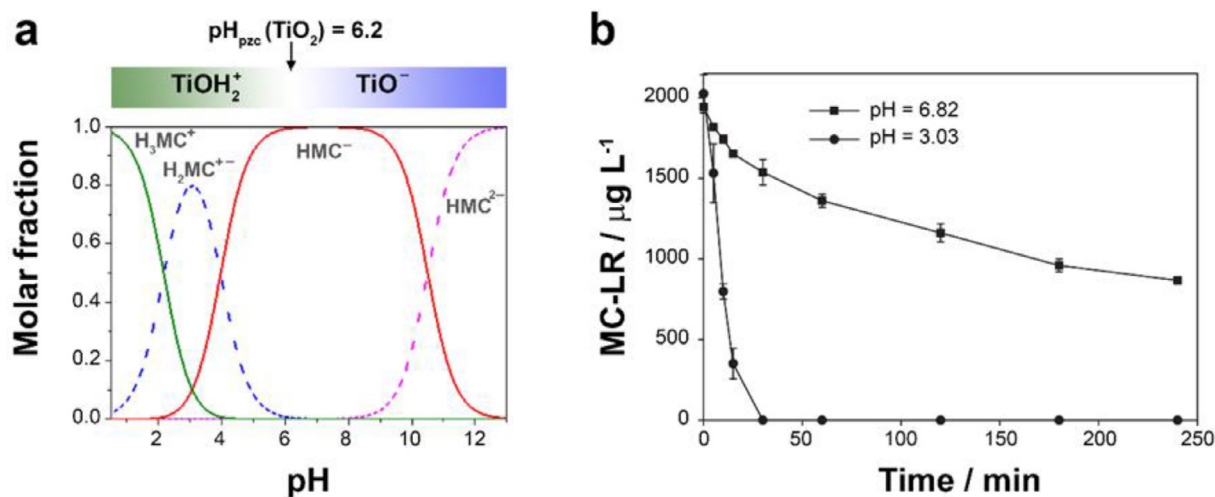 a
pHpzc (TiO2) = 6.2
TiOH2+ TiO−
Molar fraction
1.0
0.8
0.6
0.4
0.2
0.0
H3MC+
H2MC+−
HMC−
HMC2−
2 4 6 8 10 12
pH
b
MC-LR / µg L-1
2000
1500
1000
500
0
pH = 6.82
pH = 3.03
0 50 100 150 200 250
Time / min